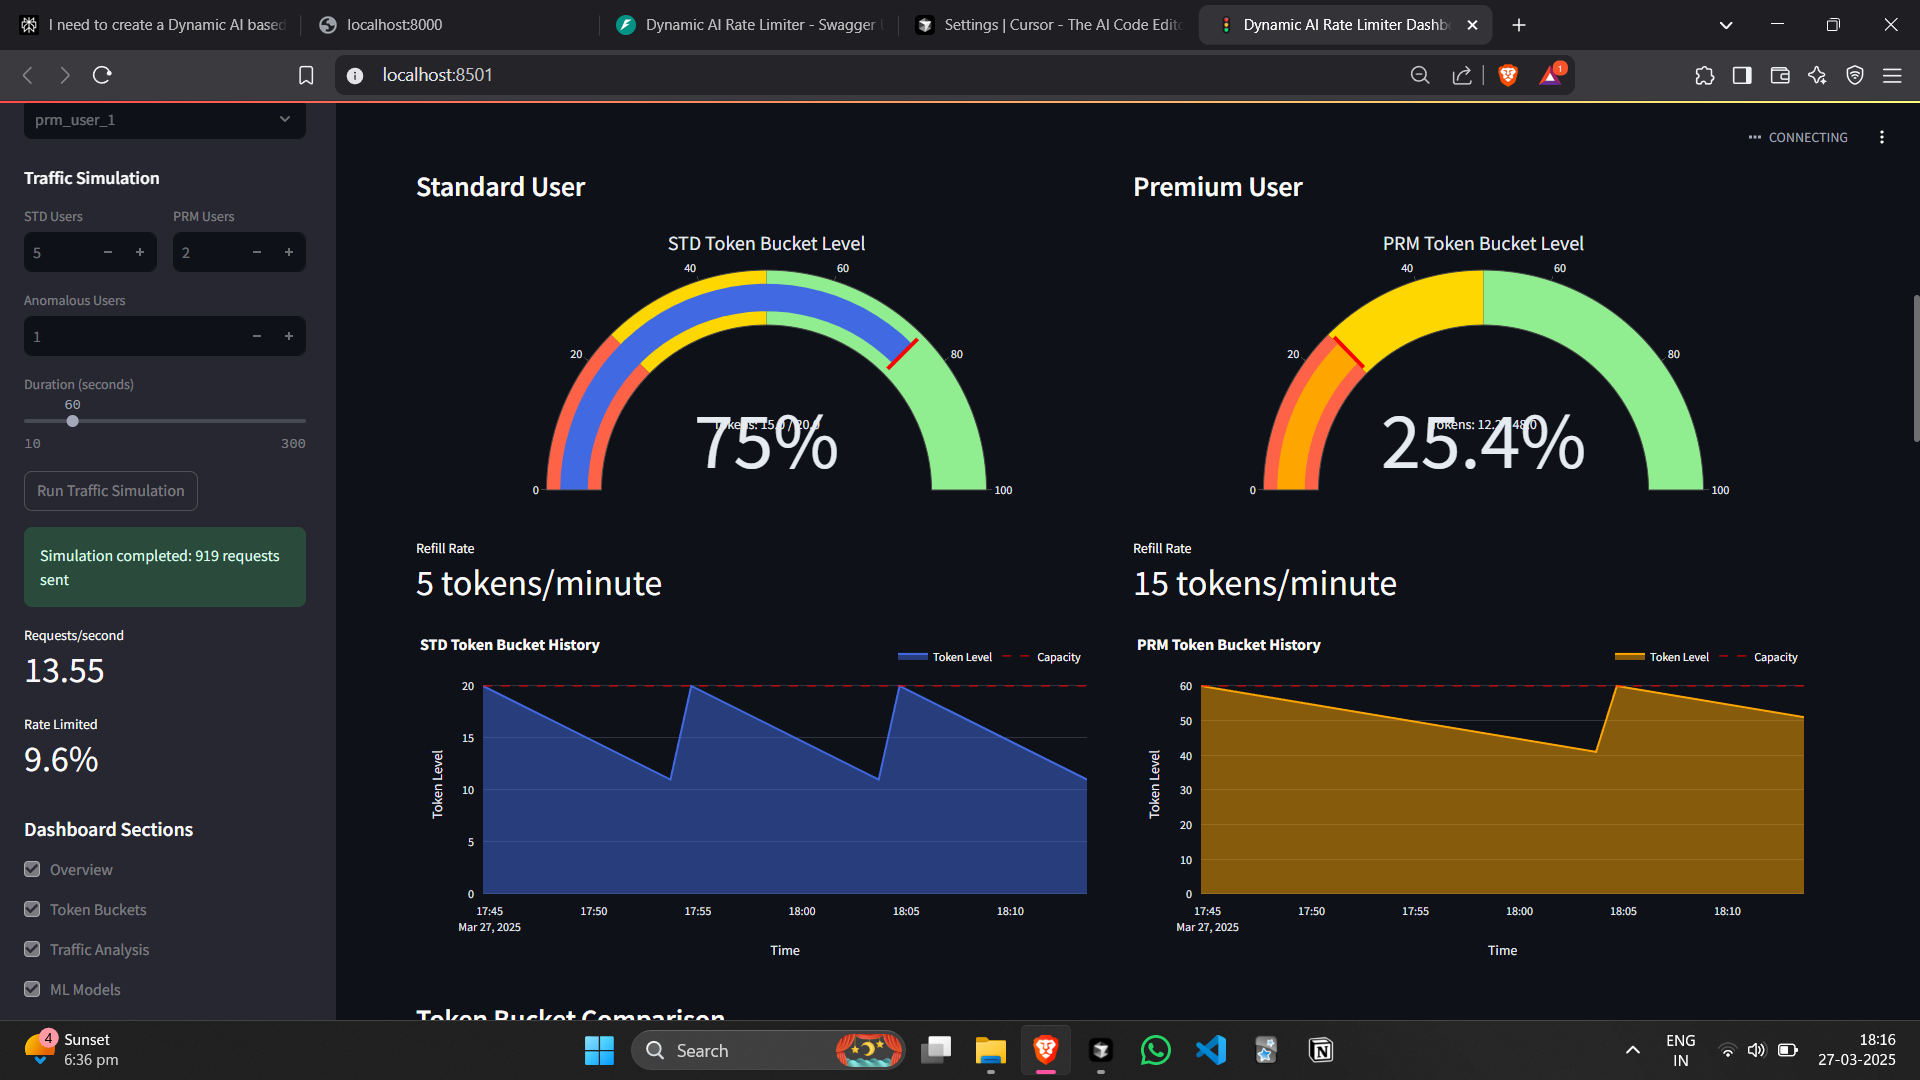 I need to create a Dynamic AI based
localhost:8000
Dynamic AI Rate Limiter - Swagger
Settings | Cursor - The AI Code Edito
Dynamic AI Rate Limiter Dashb
localhost:8501
1
prm_user_1
Traffic Simulation
STD Users
PRM Users
5
2
Anomalous Users
1
Duration (seconds)
60
10
300
Run Traffic Simulation
Simulation completed: 919 requests
sent
Requests/second
13.55
Rate Limited
9.6%
Dashboard Sections
Overview
Token Buckets
Traffic Analysis
ML Models
CONNECTING
Standard User
STD Token Bucket Level
0
20
40
60
80
100
Tokens: 15.0 / 20.0
75%
Refill Rate
5 tokens/minute
STD Token Bucket History
Token Level
Capacity
20
15
10
5
0
Token Level
17:45
17:50
17:55
18:00
18:05
18:10
Mar 27, 2025
Time
Premium User
PRM Token Bucket Level
0
20
40
60
80
100
25.4%
Refill Rate
15 tokens/minute
PRM Token Bucket History
Token Level
Capacity
60
50
40
30
20
10
0
Token Level
17:45
17:50
17:55
18:00
18:05
18:10
Mar 27, 2025
Time
Token Bucket Comparison
4
Sunset
6:36 pm
Search
ENG
IN
18:16
27-03-2025